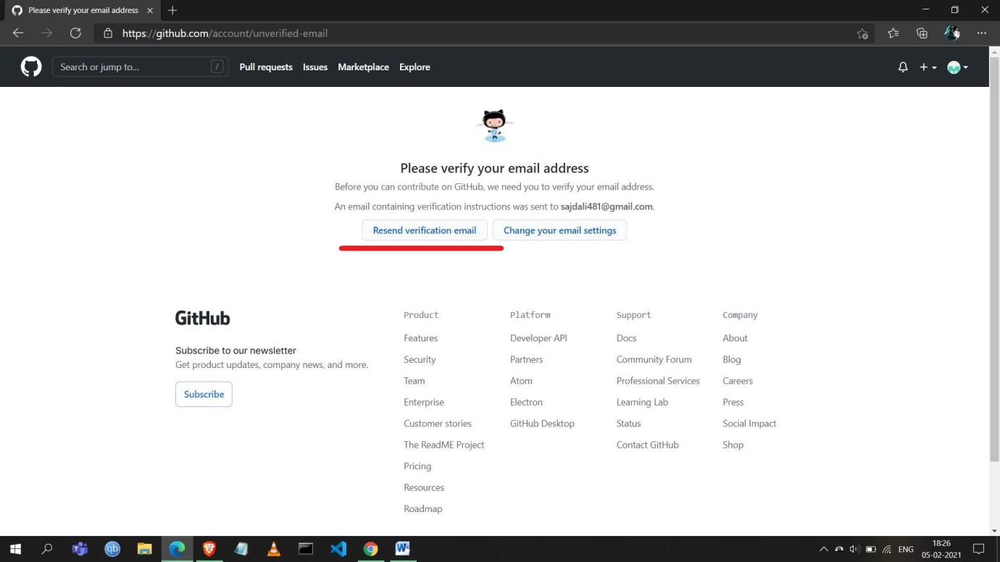 Please verify your email address
https://github.com/account/unverified-email
Search or jump to... /
Pull requests Issues Marketplace Explore
Please verify your email address
Before you can contribute on GitHub, we need you to verify your email address.
An email containing verification instructions was sent to sajdali481@gmail.com.
Resend verification email Change your email settings
GitHub
Subscribe to our newsletter
Get product updates, company news, and more.
Subscribe
Product
Features
Security
Team
Enterprise
Customer stories
The ReadME Project
Pricing
Resources
Roadmap
Platform
Developer API
Partners
Atom
Electron
GitHub Desktop
Support
Docs
Community Forum
Professional Services
Learning Lab
Status
Contact GitHub
Company
About
Blog
Careers
Press
Social Impact
Shop
qb
W
ENG
18:26
05-02-2021